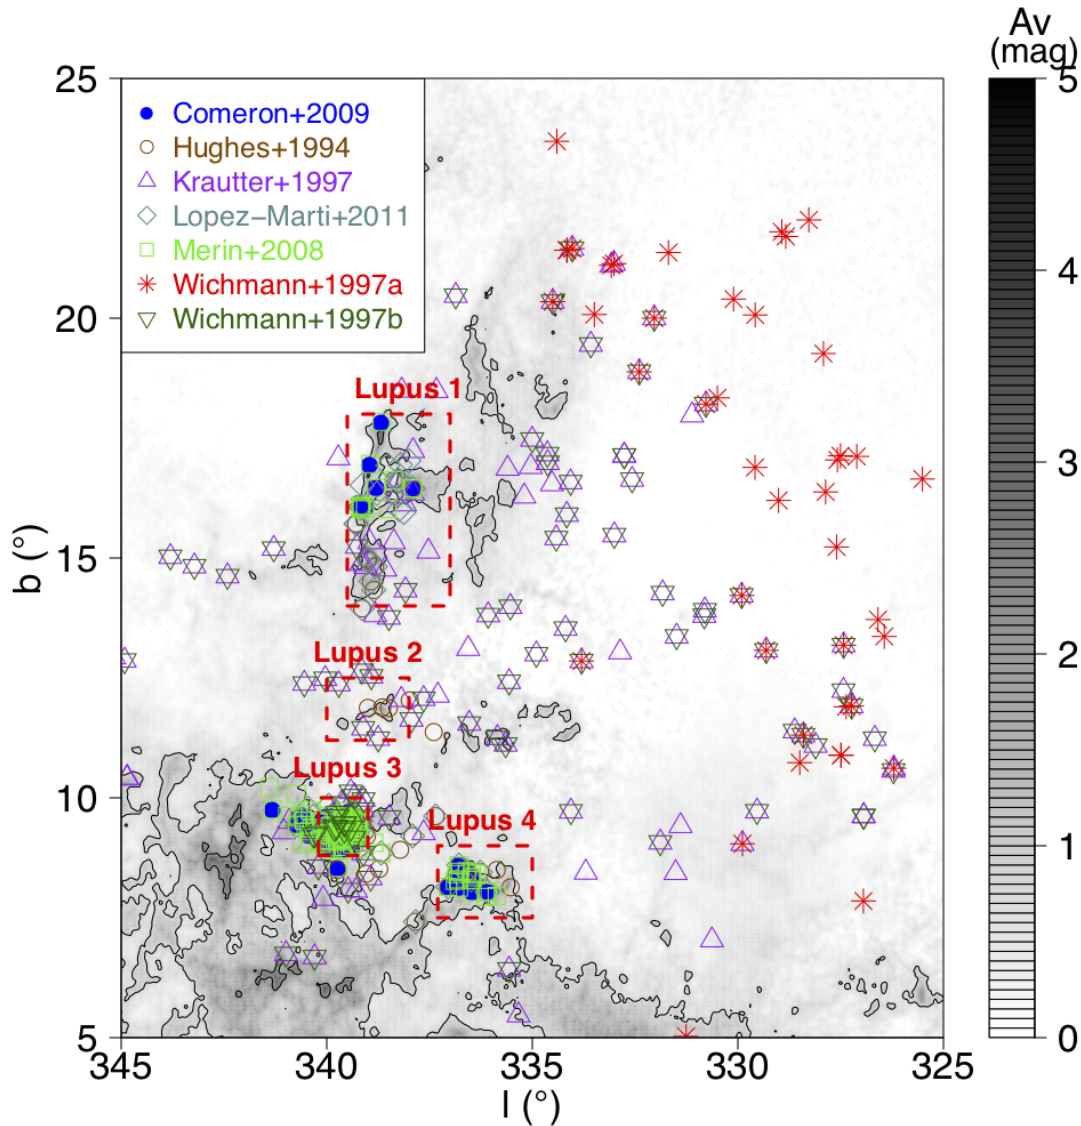 Av
(mag)
25
20
15
10
5
b (°)
Comeron+2009
Hughes+1994
Krautter+1997
Lopez−Marti+2011
Merin+2008
Wichmann+1997a
Wichmann+1997b
Lupus 1
Lupus 2
Lupus 3
Lupus 4
345
340
335
330
325
l (°)
5
4
3
2
1
0